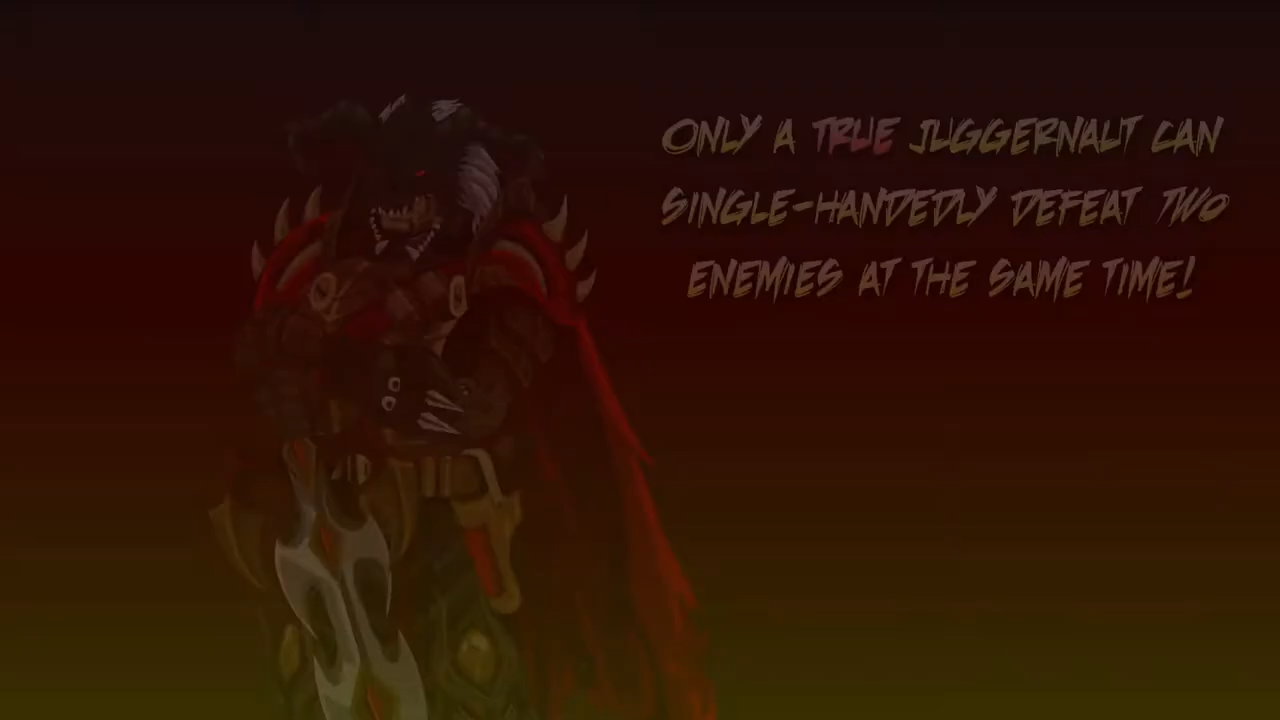 Only a true juggernaut can
single-handedly defeat two
enemies at the same time!